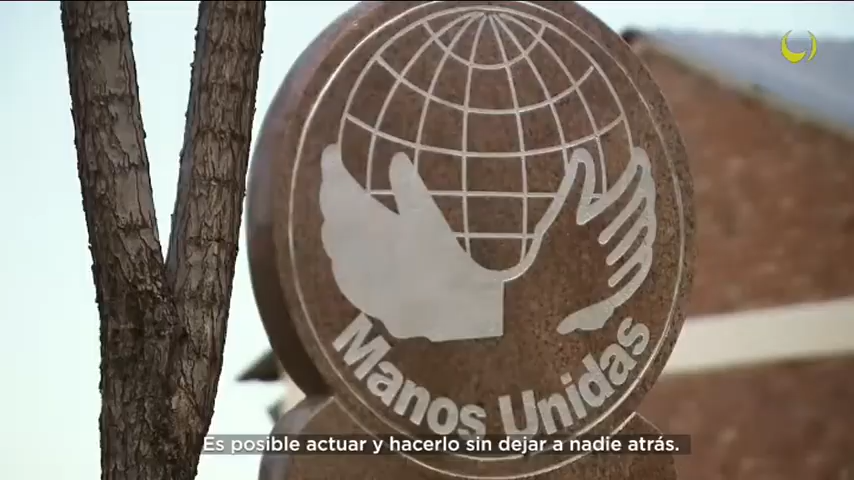 Manos Unidas
Es posible actuar y hacerlo sin dejar a nadie atrás.